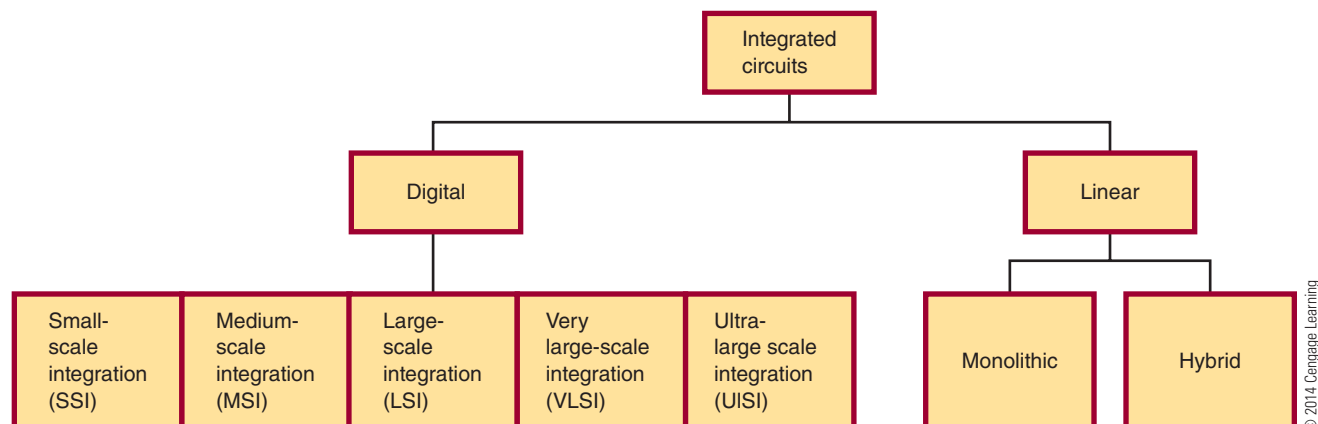 Integrated
circuits
Digital
Linear
Small-
scale
integration
(SSI)
Medium-
scale
integration
(MSI)
Large-
scale
integration
(LSI)
Very
large-scale
integration
(VLSI)
Ultra-
large scale
integration
(UlSI)
Monolithic
Hybrid
© 2014 Cengage Learning